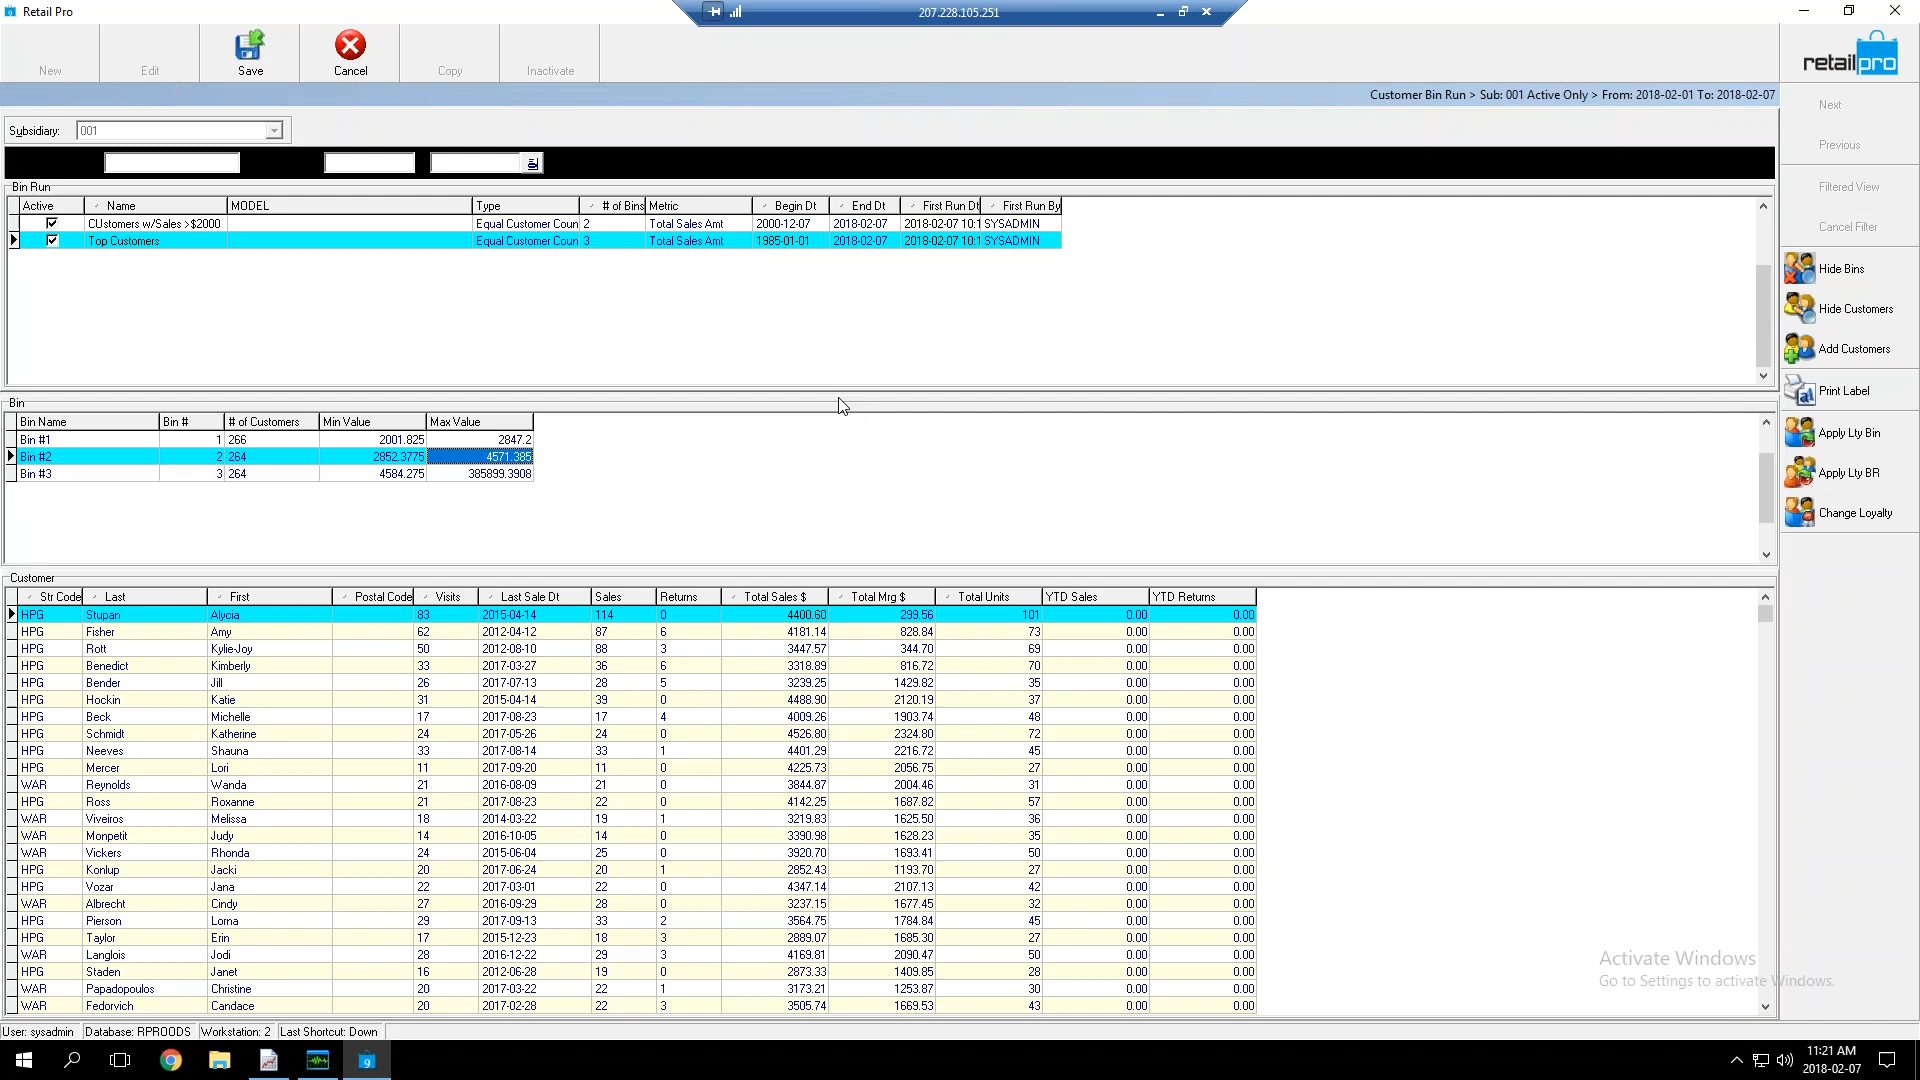 Retail Pro
207.228.105.251
New Edit Save Cancel Copy Inactivate
retailpro
Customer Bin Run > Sub: 001 Active Only > From: 2018-02-01 To: 2018-02-07
Subsidiary: 001
Next
Previous
Filtered View
Cancel Filter
Hide Bins
Hide Customers
Add Customers
Print Label
Apply Lty Bin
Apply Lty BR
Change Loyalty
Bin Run
Active Name MODEL Type # of Bins Metric Begin Dt End Dt First Run Dt First Run By
CUstomers w/Sales >$2000 Equal Customer Coun 2 Total Sales Amt 2000-12-07 2018-02-07 2018-02-07 10:1 SYSADMIN
Top Customers Equal Customer Coun 3 Total Sales Amt 1985-01-01 2018-02-07 2018-02-07 10:1 SYSADMIN
Bin
Bin Name Bin # # of Customers Min Value Max Value
Bin #1 1 266 2001.825 2847.2
Bin #2 2 264 2852.3775 4571.385
Bin #3 3 264 4584.275 385899.3908
Customer
Str Code Last First Postal Code Visits Last Sale Dt Sales Returns Total Sales $ Total Mrg $ Total Units YTD Sales YTD Returns
HPG Stupan Alycia 83 2015-04-14 114 0 4400.60 299.56 101 0.00 0.00
HPG Fisher Amy 62 2012-04-12 87 6 4181.14 828.84 73 0.00 0.00
HPG Rott Kylie-Joy 50 2012-08-10 88 3 3447.57 344.70 69 0.00 0.00
HPG Benedict Kimberly 33 2017-03-27 36 6 3318.89 816.72 70 0.00 0.00
HPG Bender Jill 26 2017-07-13 28 5 3239.25 1429.82 35 0.00 0.00
HPG Hockin Katie 31 2015-04-14 39 0 4488.90 2120.19 37 0.00 0.00
HPG Beck Michelle 17 2017-08-23 17 4 4009.26 1903.74 48 0.00 0.00
HPG Schmidt Katherine 24 2017-05-26 24 0 4526.80 2324.80 72 0.00 0.00
HPG Neeves Shauna 33 2017-08-14 33 1 4401.29 2216.72 45 0.00 0.00
HPG Mercer Lori 11 2017-09-20 11 0 4225.73 2056.75 27 0.00 0.00
WAR Reynolds Wanda 21 2016-08-09 21 0 3844.87 2004.46 31 0.00 0.00
HPG Ross Roxanne 21 2017-08-23 22 0 4142.25 1687.82 57 0.00 0.00
WAR Viveiros Melissa 18 2014-03-22 19 1 3219.83 1625.50 36 0.00 0.00
WAR Monpetit Judy 14 2016-10-05 14 0 3390.98 1628.23 35 0.00 0.00
WAR Vickers Rhonda 24 2015-06-04 25 0 3920.70 1693.41 50 0.00 0.00
HPG Konlup Jacki 20 2017-06-24 20 1 2852.43 1193.70 27 0.00 0.00
HPG Vozar Jana 22 2017-03-01 22 0 4347.14 2107.13 42 0.00 0.00
WAR Albrecht Cindy 27 2016-09-29 28 0 3237.15 1677.45 32 0.00 0.00
HPG Pierson Lorna 29 2017-09-13 33 2 3564.75 1784.84 45 0.00 0.00
HPG Taylor Erin 17 2015-12-23 18 3 2889.07 1685.30 27 0.00 0.00
WAR Langlois Jodi 28 2016-12-22 29 3 4169.81 2090.47 50 0.00 0.00
HPG Staden Janet 16 2012-06-28 19 0 2873.33 1409.85 28 0.00 0.00
WAR Papadopoulos Christine 20 2017-03-22 22 1 3173.21 1253.87 30 0.00 0.00
WAR Fedorvich Candace 20 2017-02-28 22 3 3505.74 1669.53 43 0.00 0.00
Activate Windows
Go to Settings to activate Windows.
User: sysadmin Database: RPROODS Workstation: 2 Last Shortcut: Down
11:21 AM
2018-02-07